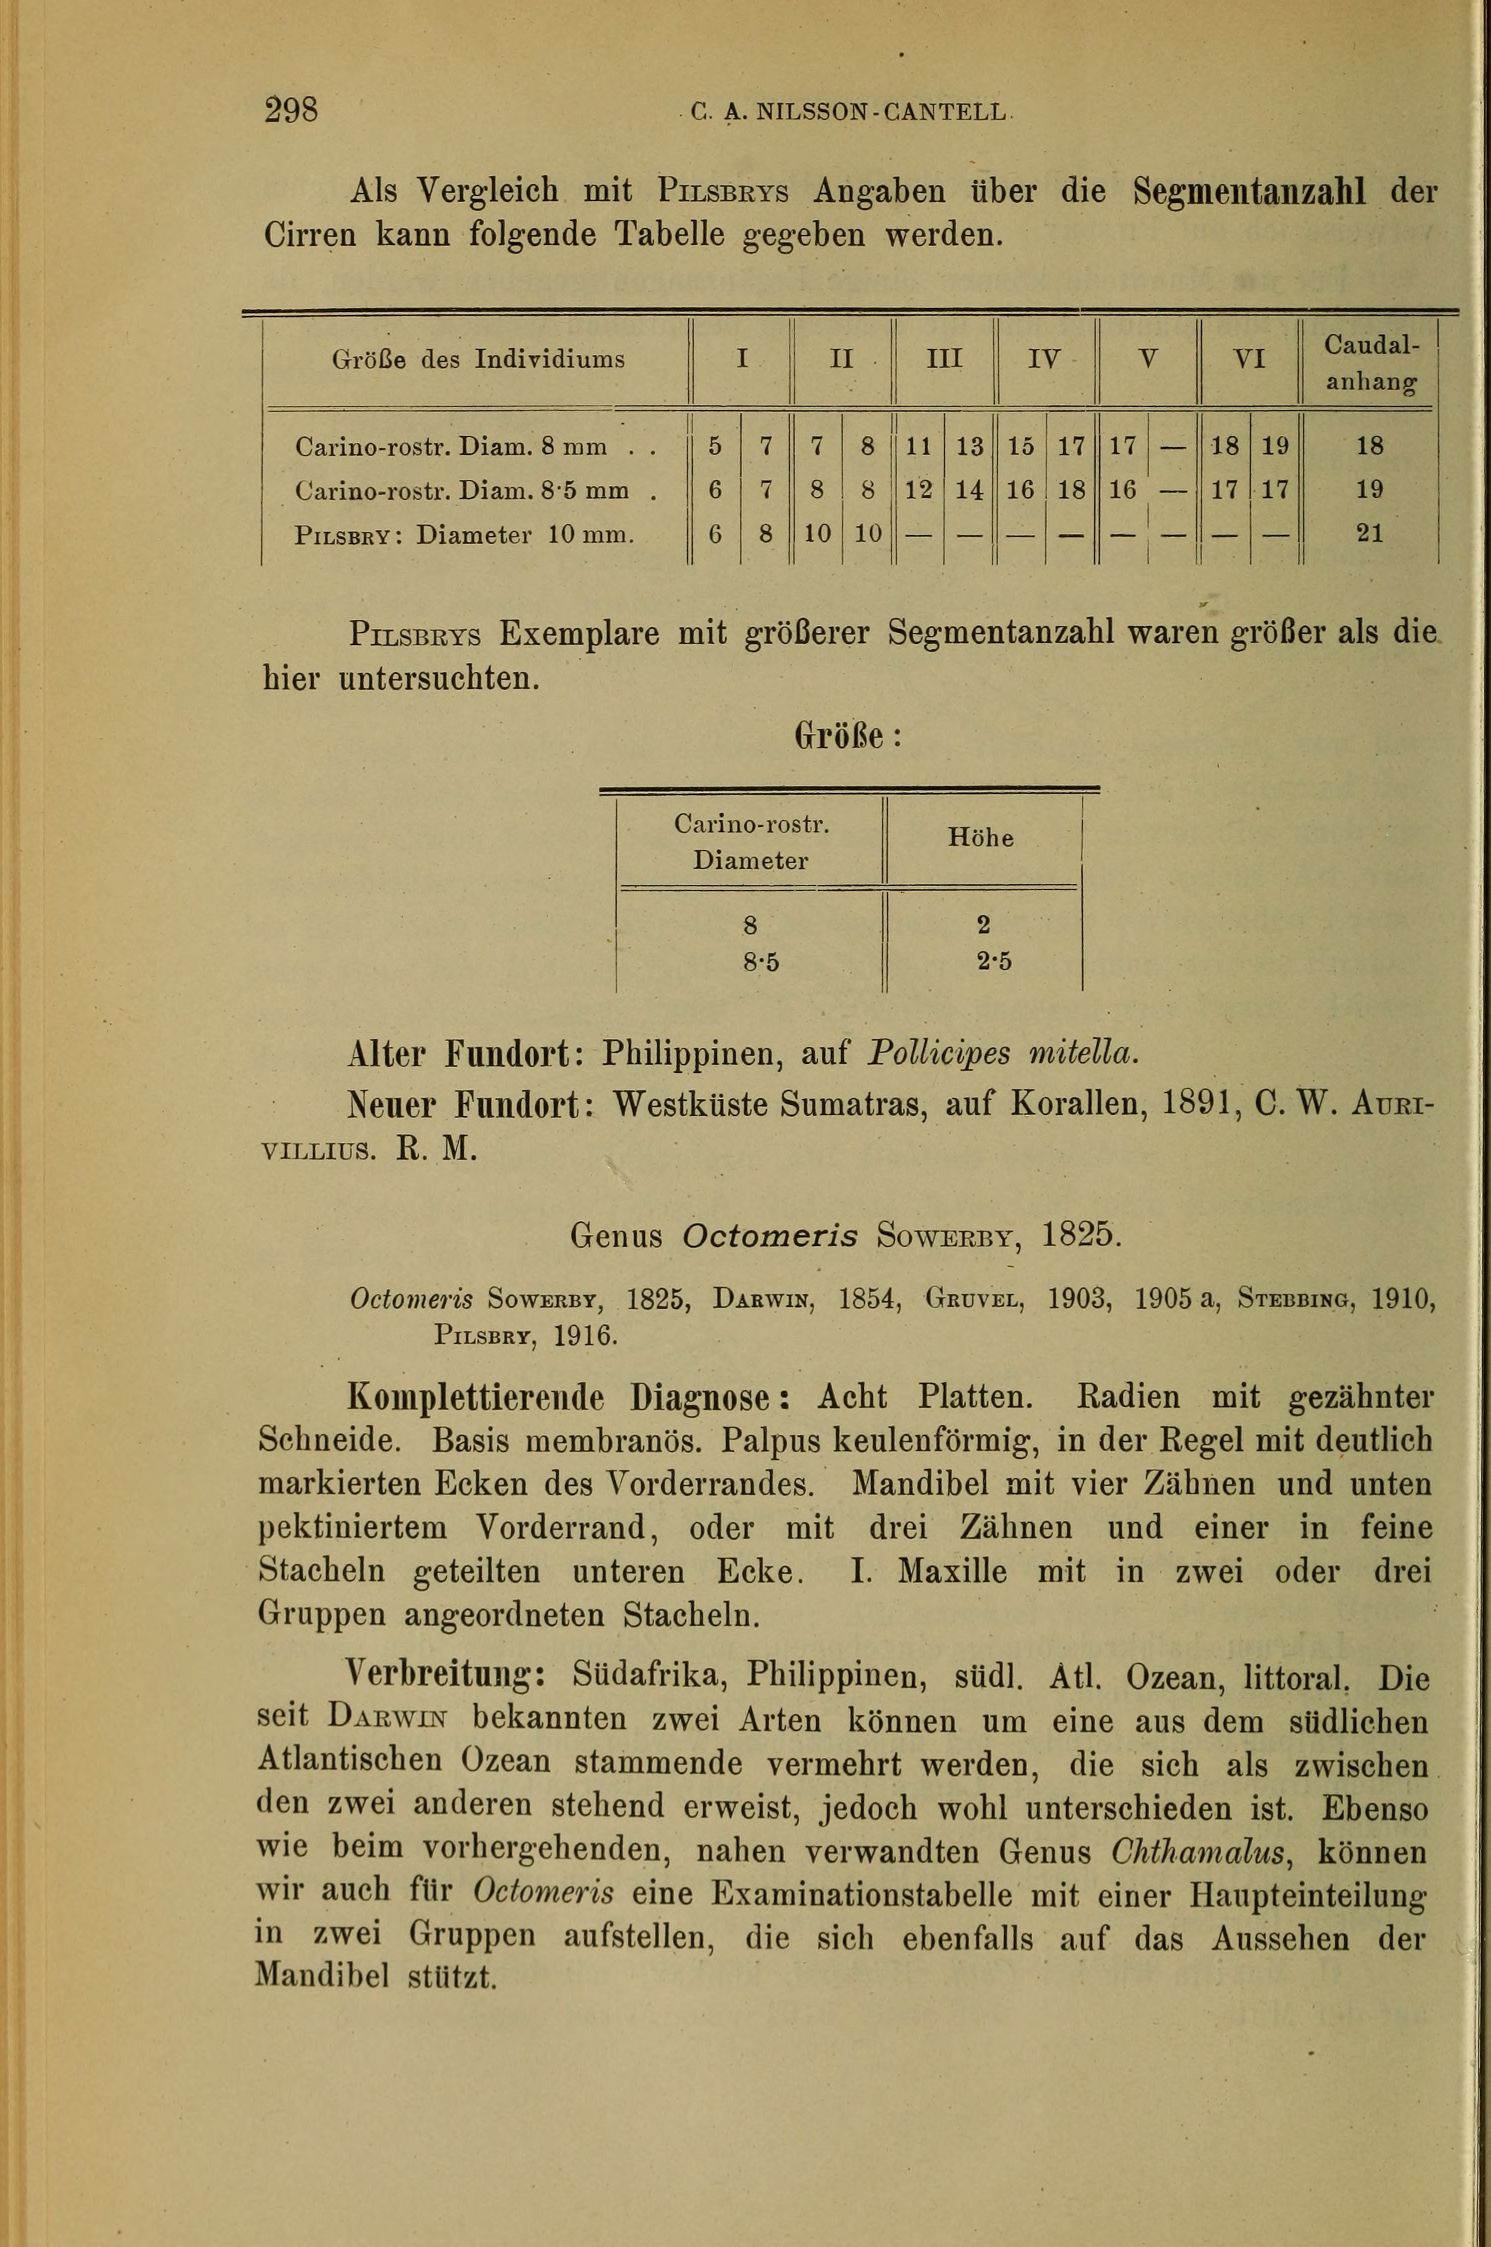 298
C. A. NILSSON-CANTELL
Als Vergleich mit PILSBRYS Angaben über die Segmentanzahl der
Cirren kann folgende Tabelle gegeben werden.
Größe des Individiums I II III IV V VI Caudal-
anhang
Carino-rostr. Diam. 8 mm . . 5 7 7 8 11 13 15 17 17 — 18 19 18
Carino-rostr. Diam. 8·5 mm . 6 7 8 8 12 14 16 18 16 — 17 17 19
PILSBRY: Diameter 10 mm. 6 8 10 10 — — — — — — — — 21
PILSBRYS Exemplare mit größerer Segmentanzahl waren größer als die
hier untersuchten.
Größe:
Carino-rostr.
Diameter Höhe
8 2
8·5 2·5
Alter Fundort: Philippinen, auf Pollicipes mitella.
Neuer Fundort: Westküste Sumatras, auf Korallen, 1891, C. W. AURI-
VILLIUS. R. M.
Genus Octomeris SOWERBY, 1825.
Octomeris SOWERBY, 1825, DARWIN, 1854, GRUVEL, 1903, 1905 a, STEBBING, 1910,
PILSBRY, 1916.
Komplettierende Diagnose: Acht Platten. Radien mit gezähnter
Schneide. Basis membranös. Palpus keulenförmig, in der Regel mit deutlich
markierten Ecken des Vorderrandes. Mandibel mit vier Zähnen und unten
pektiniertem Vorderrand, oder mit drei Zähnen und einer in feine
Stacheln geteilten unteren Ecke. I. Maxille mit in zwei oder drei
Gruppen angeordneten Stacheln.
Verbreitung: Südafrika, Philippinen, südl. Atl. Ozean, littoral. Die
seit DARWIN bekannten zwei Arten können um eine aus dem südlichen
Atlantischen Ozean stammende vermehrt werden, die sich als zwischen
den zwei anderen stehend erweist, jedoch wohl unterschieden ist. Ebenso
wie beim vorhergehenden, nahen verwandten Genus Chthamalus, können
wir auch für Octomeris eine Examinationstabelle mit einer Haupteinteilung
in zwei Gruppen aufstellen, die sich ebenfalls auf das Aussehen der
Mandibel stützt.